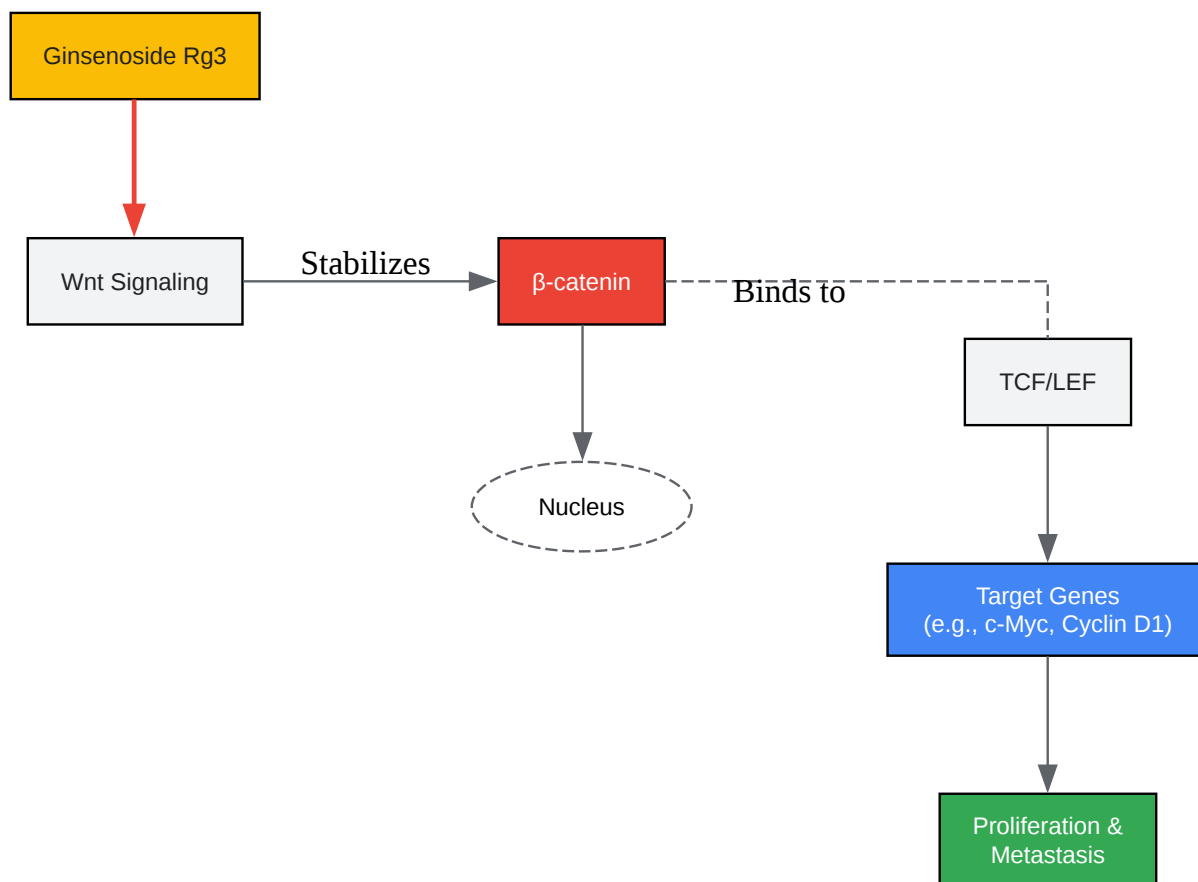 Ginsenoside Rg3
Wnt Signaling
Stabilizes
β-catenin
Binds to
TCF/LEF
Nucleus
Target Genes
(e.g., c-Myc, Cyclin D1)
Proliferation &
Metastasis